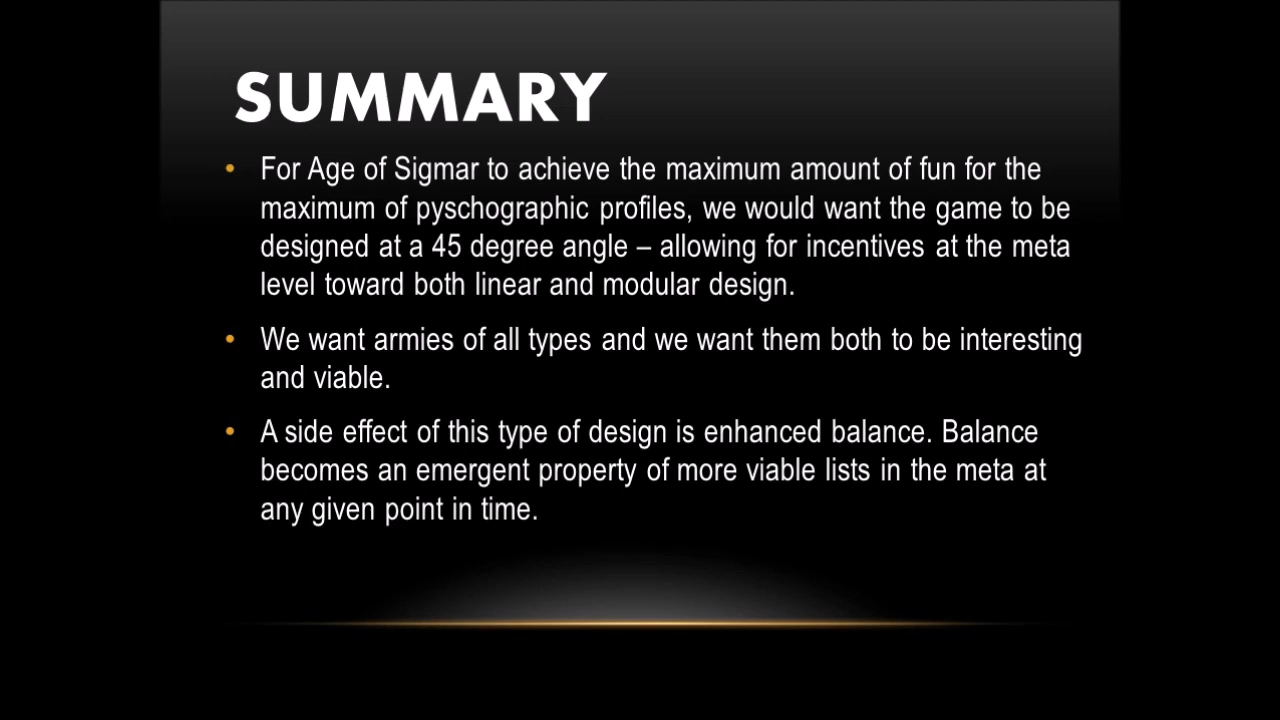 SUMMARY
• For Age of Sigmar to achieve the maximum amount of fun for the
maximum of pyschographic profiles, we would want the game to be
designed at a 45 degree angle – allowing for incentives at the meta
level toward both linear and modular design.
• We want armies of all types and we want them both to be interesting
and viable.
• A side effect of this type of design is enhanced balance. Balance
becomes an emergent property of more viable lists in the meta at
any given point in time.